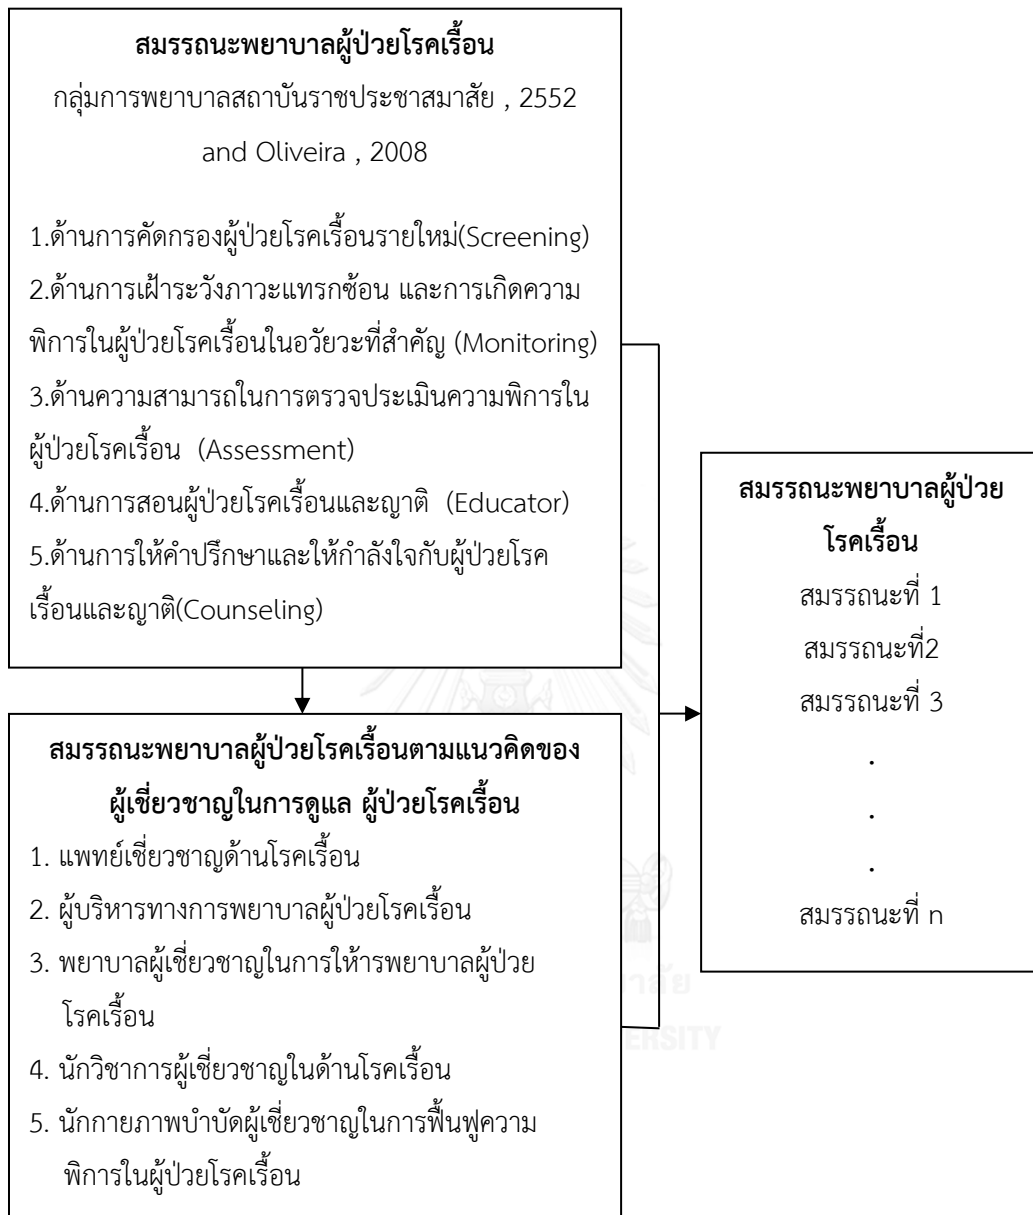 สมรรถนะพยาบาลผู้ป่วยโรคเรื้อน
กลุ่มการพยาบาลสถาบันราชประชาสมาสัย , 2552
and Oliveira , 2008
1.ด้านการคัดกรองผู้ป่วยโรคเรื้อนรายใหม่(Screening)
2.ด้านการเฝ้าระวังภาวะแทรกซ้อน และการเกิดความ
พิการในผู้ป่วยโรคเรื้อนในอวัยวะที่สำคัญ (Monitoring)
3.ด้านความสามารถในการตรวจประเมินความพิการใน
ผู้ป่วยโรคเรื้อน (Assessment)
4.ด้านการสอนผู้ป่วยโรคเรื้อนและญาติ (Educator)
5.ด้านการให้คำปรึกษาและให้กำลังใจกับผู้ป่วยโรค
เรื้อนและญาติ(Counseling)
สมรรถนะพยาบาลผู้ป่วยโรคเรื้อนตามแนวคิดของ
ผู้เชี่ยวชาญในการดูแล ผู้ป่วยโรคเรื้อน
1. แพทย์เชี่ยวชาญด้านโรคเรื้อน
2. ผู้บริหารทางการพยาบาลผู้ป่วยโรคเรื้อน
3. พยาบาลผู้เชี่ยวชาญในการให้ารพยาบาลผู้ป่วย
โรคเรื้อน
4. นักวิชาการผู้เชี่ยวชาญในด้านโรคเรื้อน
5. นักกายภาพบำบัดผู้เชี่ยวชาญในการฟื้นฟูความ
พิการในผู้ป่วยโรคเรื้อน
สมรรถนะพยาบาลผู้ป่วย
โรคเรื้อน
สมรรถนะที่ 1
สมรรถนะที่2
สมรรถนะที่ 3
.
.
.
สมรรถนะที่ n
าลัย
ERSITY